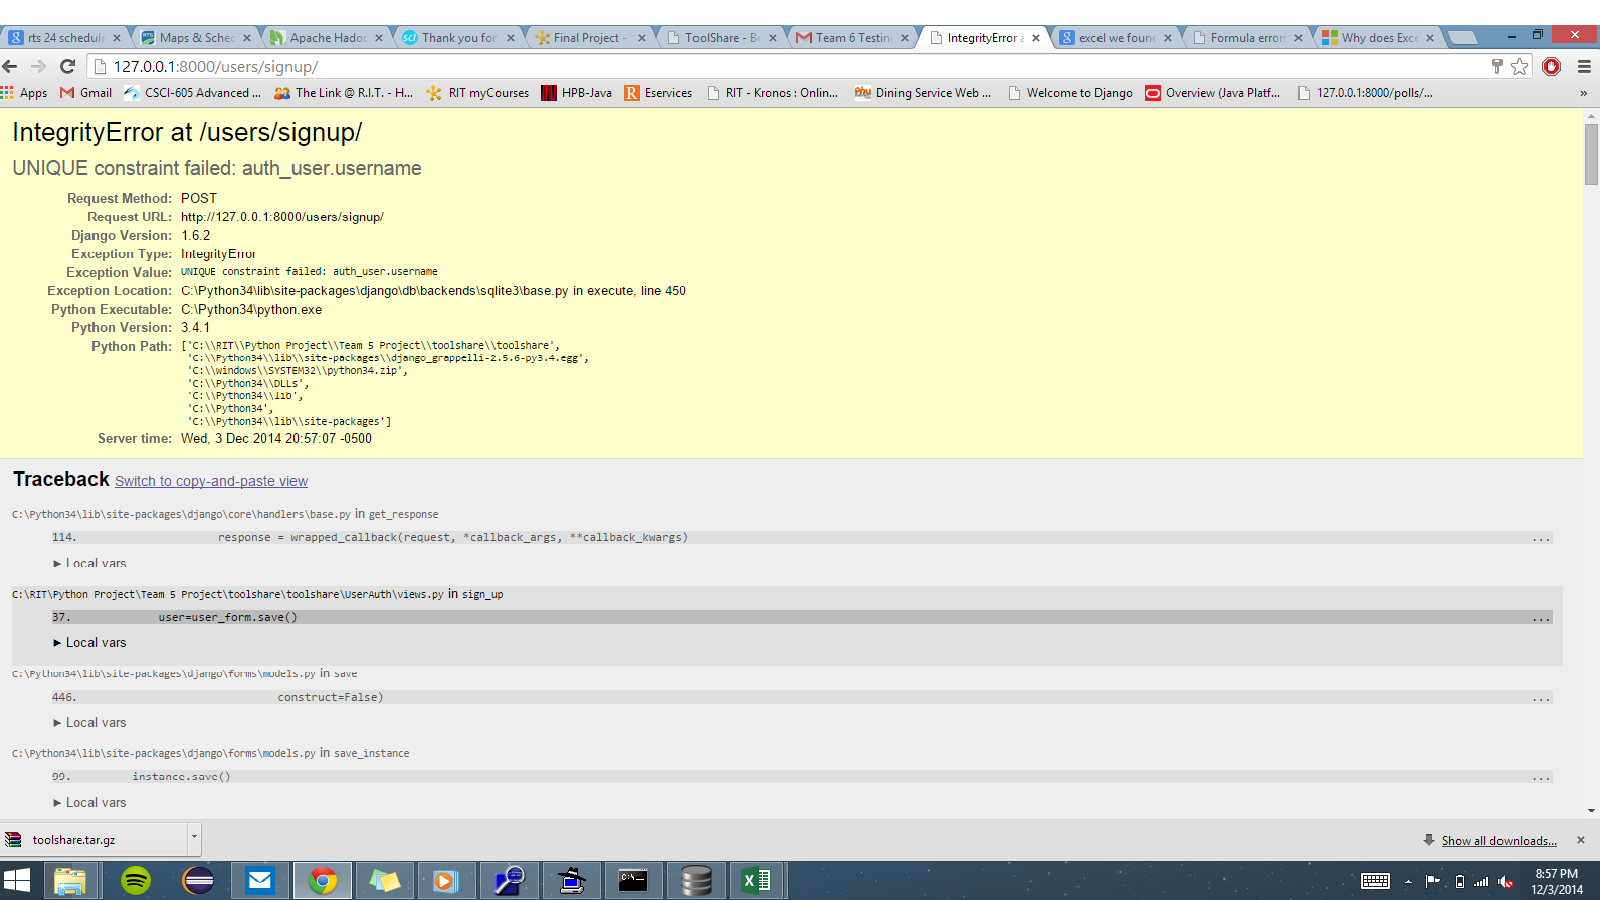 rts 24 schedule
Maps & Sched
Apache Hadoo
Thank you for
Final Project -
ToolShare - Bo
Team 6 Testin
IntegrityError a
excel we found
Formula errors
Why does Exce
127.0.0.1:8000/users/signup/
Apps
Gmail
CSCI-605 Advanced ...
The Link @ R.I.T. - H...
RIT myCourses
HPB-Java
Eservices
RIT - Kronos : Onlin...
Dining Service Web ...
Welcome to Django
Overview (Java Platf...
127.0.0.1:8000/polls/...
»
IntegrityError at /users/signup/
UNIQUE constraint failed: auth_user.username
Request Method: POST
Request URL: http://127.0.0.1:8000/users/signup/
Django Version: 1.6.2
Exception Type: IntegrityError
Exception Value: UNIQUE constraint failed: auth_user.username
Exception Location: C:\Python34\lib\site-packages\django\db\backends\sqlite3\base.py in execute, line 450
Python Executable: C:\Python34\python.exe
Python Version: 3.4.1
Python Path: ['C:\\RIT\\Python Project\\Team 5 Project\\toolshare\\toolshare',
'C:\\Python34\\lib\\site-packages\\django_grappelli-2.5.6-py3.4.egg',
'C:\\windows\\SYSTEM32\\python34.zip',
'C:\\Python34\\DLLs',
'C:\\Python34\\lib',
'C:\\Python34',
'C:\\Python34\\lib\\site-packages']
Server time: Wed, 3 Dec 2014 20:57:07 -0500
Traceback Switch to copy-and-paste view
C:\Python34\lib\site-packages\django\core\handlers\base.py in get_response
114. response = wrapped_callback(request, *callback_args, **callback_kwargs) ...
► Local vars
C:\RIT\Python Project\Team 5 Project\toolshare\toolshare\UserAuth\views.py in sign_up
37. user=user_form.save() ...
► Local vars
C:\Python34\lib\site-packages\django\forms\models.py in save
446. construct=False) ...
► Local vars
C:\Python34\lib\site-packages\django\forms\models.py in save_instance
99. instance.save() ...
► Local vars
toolshare.tar.gz
Show all downloads...
8:57 PM
12/3/2014